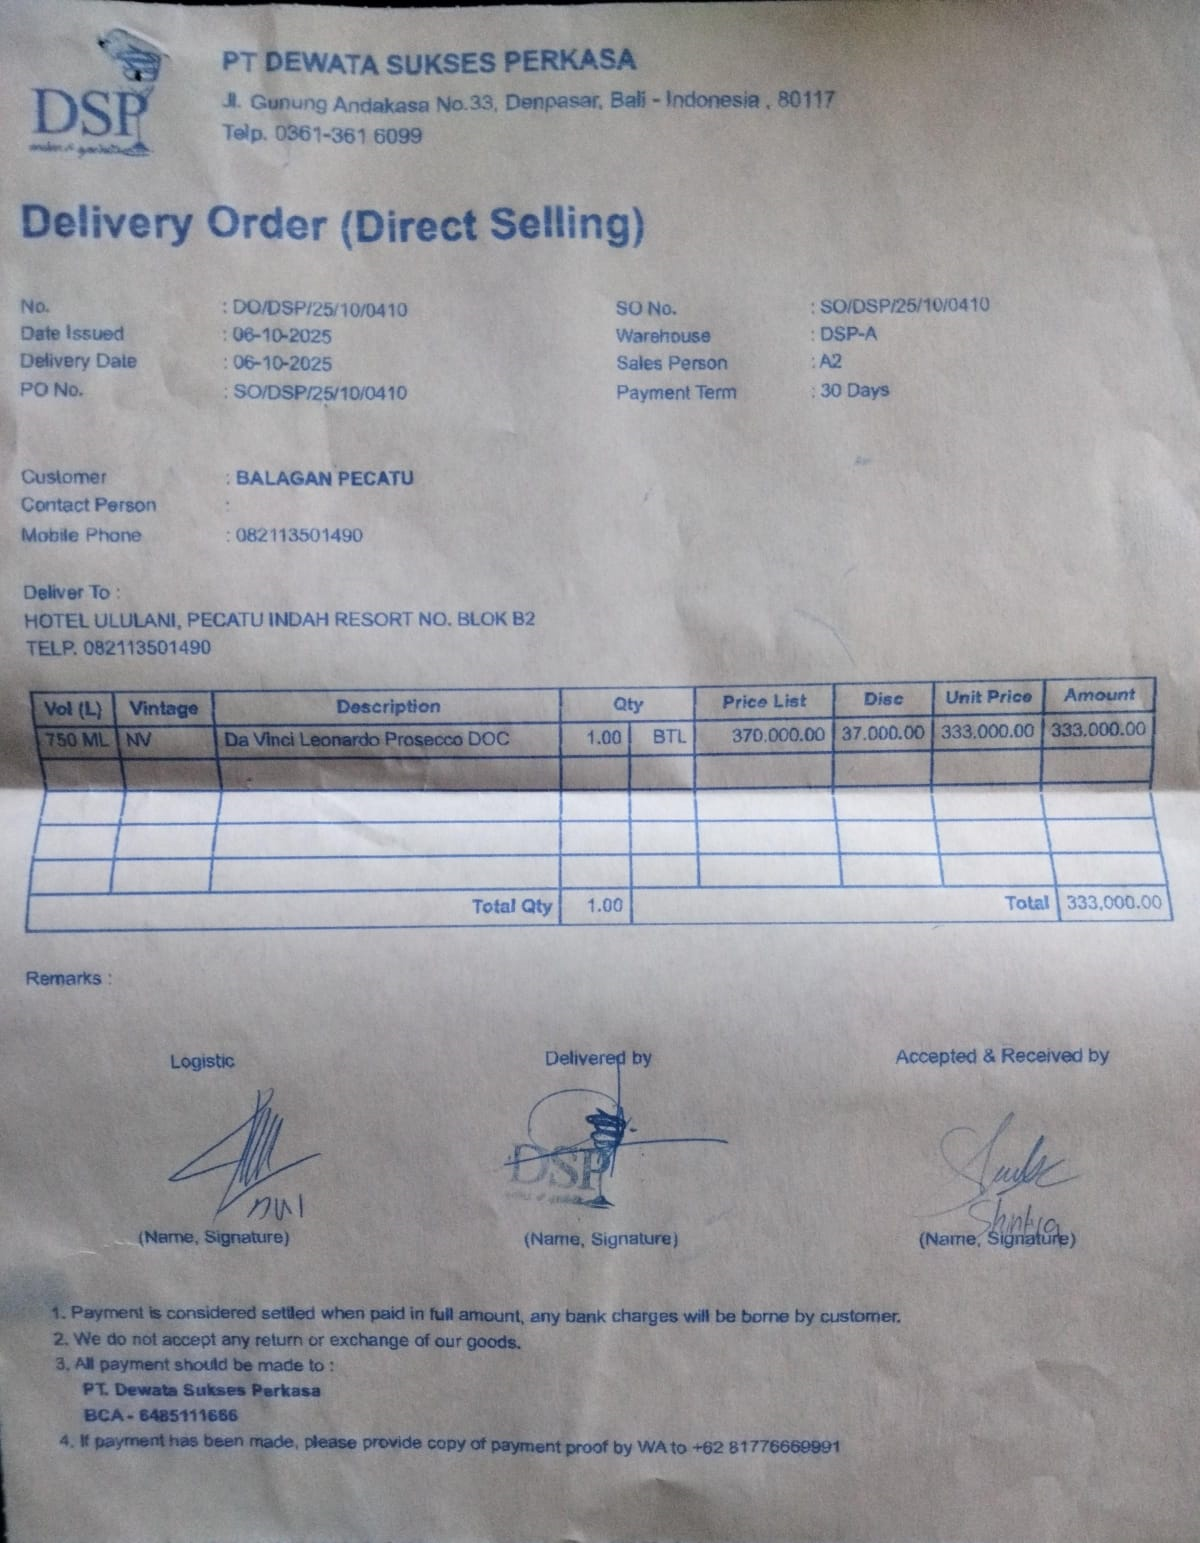 DSP
PT DEWATA SUKSES PERKASA
Jl. Gunung Andakasa No.33, Denpasar, Bali - Indonesia , 80117
Telp. 0361-361 6099
Delivery Order (Direct Selling)
No. : DO/DSP/25/10/0410 SO No. : SO/DSP/25/10/0410
Date Issued : 06-10-2025 Warehouse : DSP-A
Delivery Date : 06-10-2025 Sales Person : A2
PO No. : SO/DSP/25/10/0410 Payment Term : 30 Days
Customer : BALAGAN PECATU
Contact Person :
Mobile Phone : 082113501490
Deliver To :
HOTEL ULULANI, PECATU INDAH RESORT NO. BLOK B2
TELP. 082113501490
Vol (L) Vintage Description Qty Price List Disc Unit Price Amount
750 ML NV Da Vinci Leonardo Prosecco DOC 1.00 BTL 370.000.00 37.000.00 333.000.00 333.000.00
Total Qty 1.00 Total 333,000.00
Remarks :
Logistic Delivered by Accepted & Received by
DSP
Shintya
(Name, Signature) (Name, Signature) (Name, Signature)
1. Payment is considered settled when paid in full amount, any bank charges will be borne by customer.
2. We do not accept any return or exchange of our goods.
3. All payment should be made to :
PT. Dewata Sukses Perkasa
BCA - 6485111666
4. If payment has been made, please provide copy of payment proof by WA to +62 81776669991